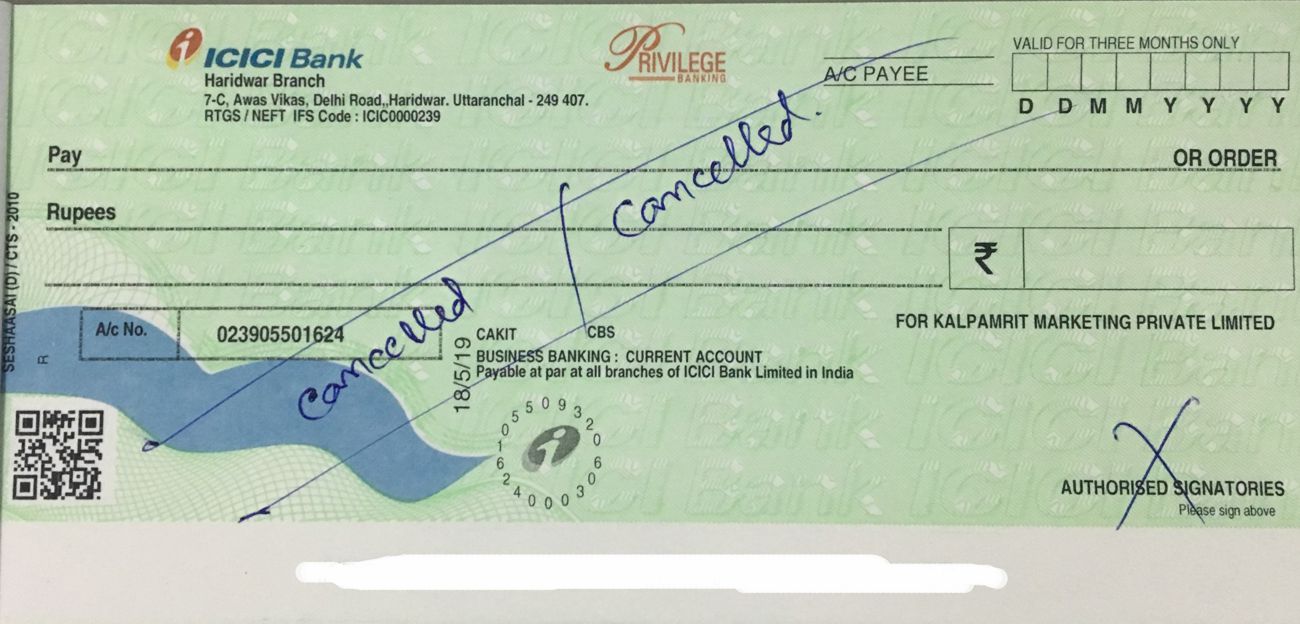 ICICI Bank
PRIVILEGE
BANKING
A/C PAYEE
VALID FOR THREE MONTHS ONLY
D D M M Y Y Y Y
Haridwar Branch
7-C, Awas Vikas, Delhi Road,,Haridwar. Uttaranchal - 249 407.
RTGS / NEFT IFS Code : ICIC0000239
Pay
OR ORDER
Rupees
Cancelled.
₹
Cancelled
A/c No. 023905501624
FOR KALPAMRIT MARKETING PRIVATE LIMITED
CAKIT CBS
BUSINESS BANKING : CURRENT ACCOUNT
Payable at par at all branches of ICICI Bank Limited in India
18/5/19
SESHAASAI (D) / CTS - 2010
R
023905501624000306020239055
AUTHORISED SIGNATORIES
Please sign above